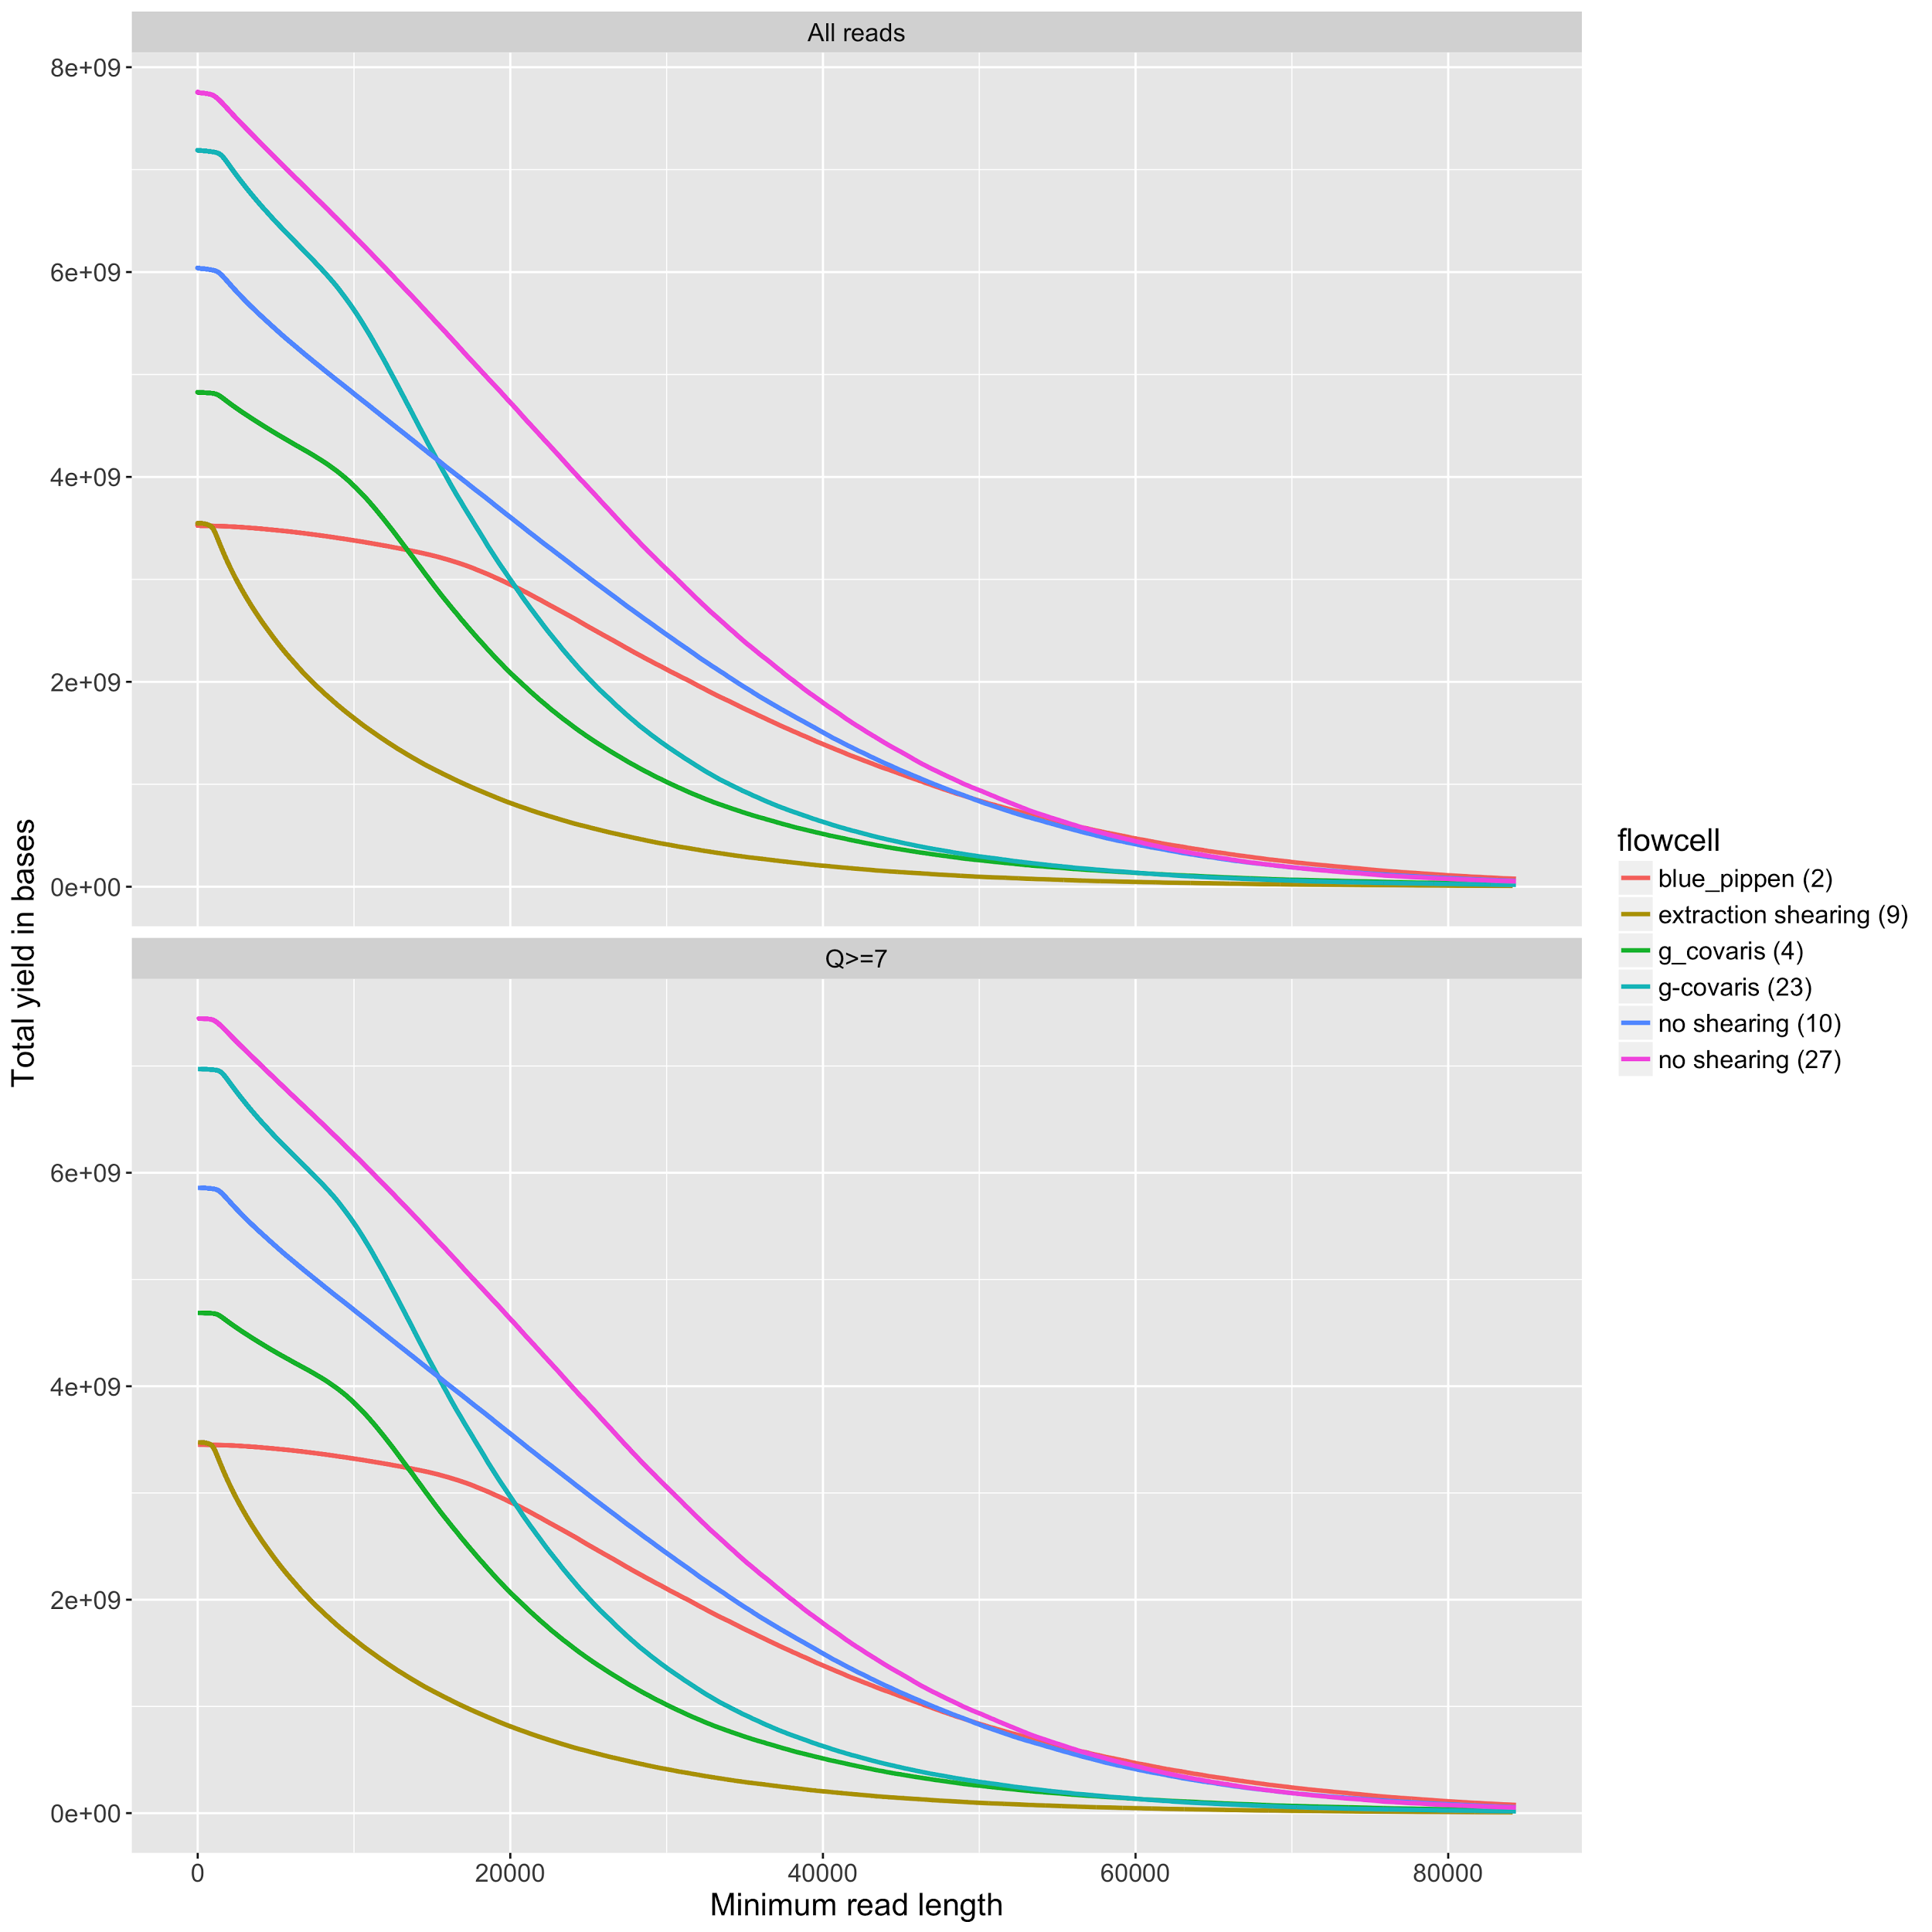 All reads
8e+09
6e+09
4e+09
2e+09
0e+00
Q>=7
6e+09
4e+09
2e+09
0e+00
Total yield in bases
0 20000 40000 60000 80000
Minimum read length
flowcell
blue_pippen (2)
extraction shearing (9)
g_covaris (4)
g-covaris (23)
no shearing (10)
no shearing (27)